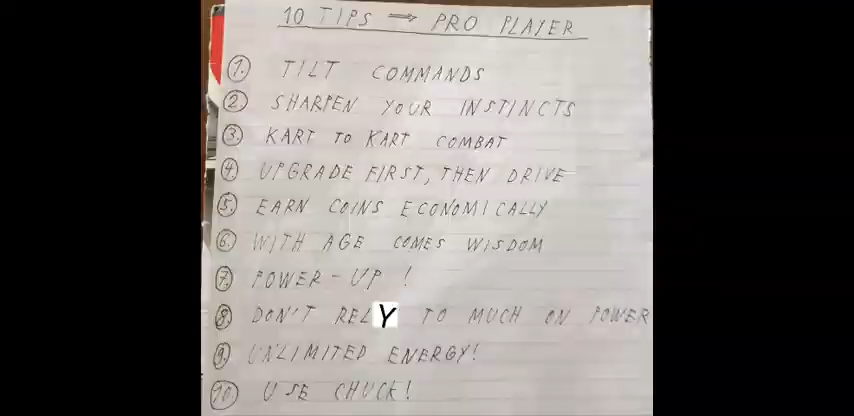 10 TIPS ⇒ PRO PLAYER
1. TILT COMMANDS
2. SHARPEN YOUR INSTINCTS
3. KART TO KART COMBAT
4. UPGRADE FIRST, THEN DRIVE
5. EARN COINS ECONOMICALLY
6. WITH AGE COMES WISDOM
7. POWER-UP!
8. DON'T RELY TO MUCH ON POWER
9. UNLIMITED ENERGY!
10. USE CHUCK!